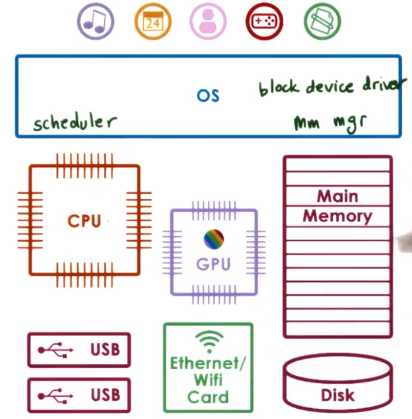 24
OS
block device driver
scheduler
mm mgr
CPU
GPU
Main
Memory
USB
USB
Ethernet/
Wifi
Card
Disk